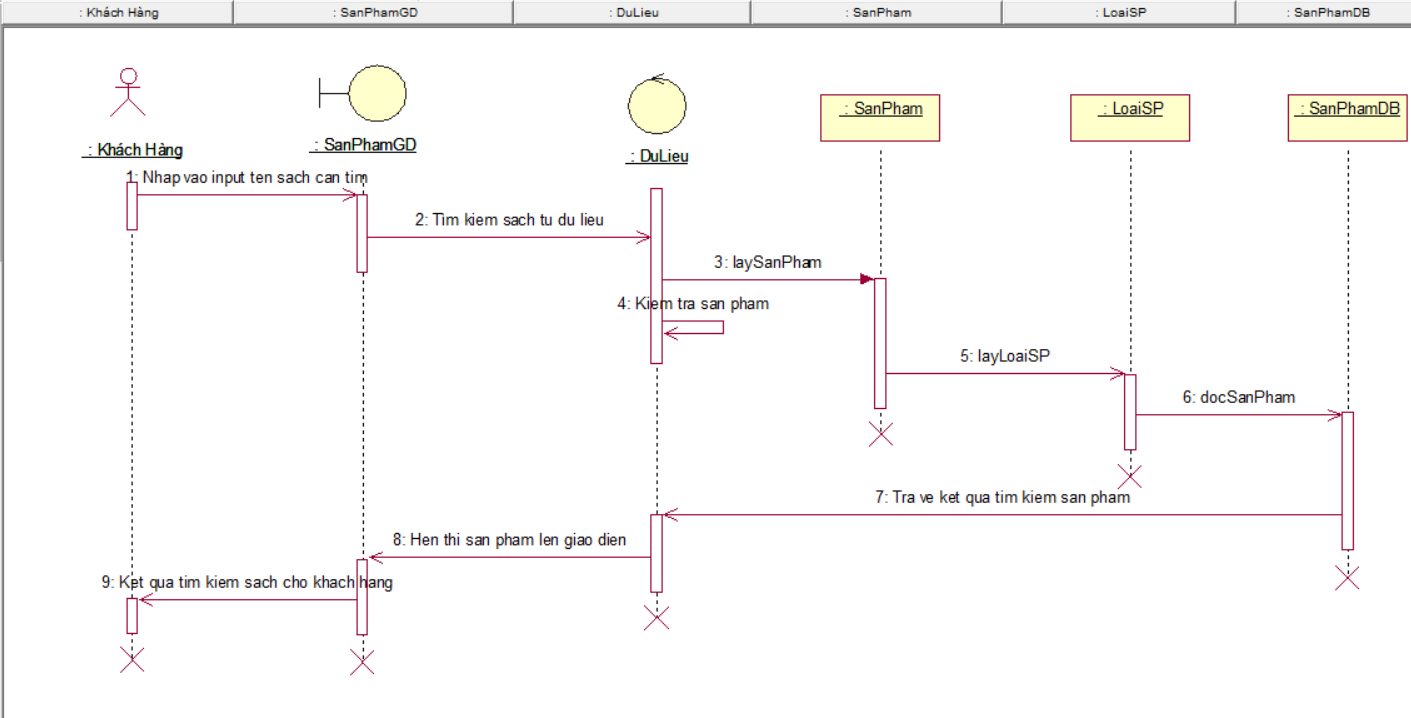 : Khách Hàng
: SanPhamGD
: DuLieu
: SanPham
: LoaiSP
: SanPhamDB
: Khách Hàng
: SanPhamGD
: DuLieu
: SanPham
: LoaiSP
: SanPhamDB
1: Nhap vao input ten sach can tim
2: Tim kiem sach tu du lieu
3: laySanPham
4: Kiem tra san pham
5: layLoaiSP
6: docSanPham
7: Tra ve ket qua tim kiem san pham
8: Hen thi san pham len giao dien
9: Ket qua tim kiem sach cho khach hang